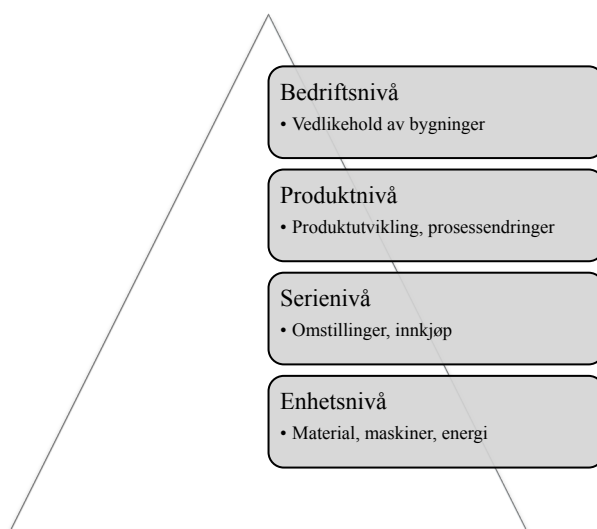 Bedriftsnivå
• Vedlikehold av bygninger
Produktnivå
• Produktutvikling, prosessendringer
Serienivå
• Omstillinger, innkjøp
Enhetsnivå
• Material, maskiner, energi